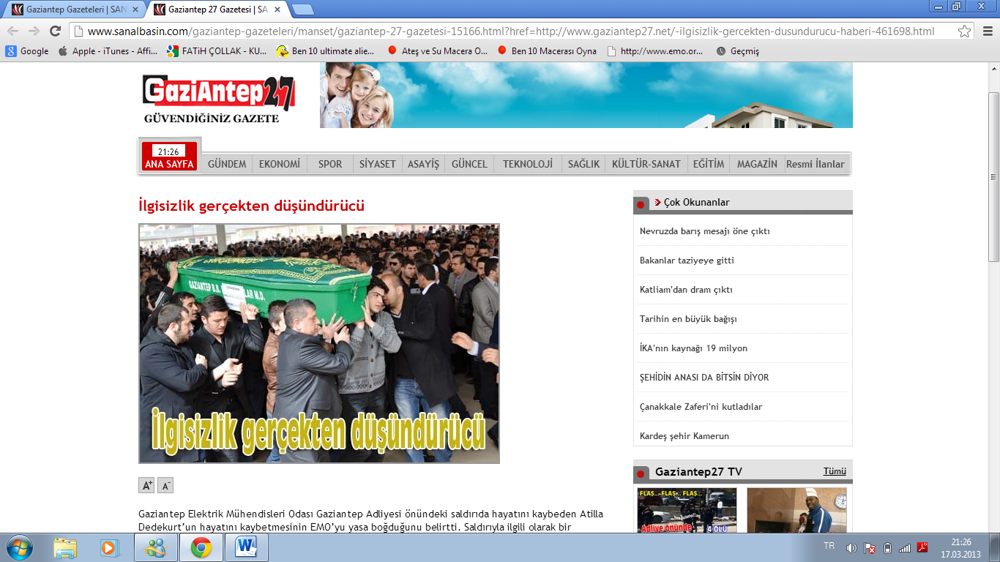 Gaziantep Gazeteleri | SAN
Gaziantep 27 Gazetesi | SA
www.sanalbasin.com/gaziantep-gazeteleri/manset/gaziantep-27-gazetesi-15166.html?href=http://www.gaziantep27.net/-ilgisizlik-gercekten-dusundurucu-haberi-461698.html
Google
Apple - iTunes - Affi...
FATİH ÇOLLAK - KU...
Ben 10 ultimate alie...
Ateş ve Su Macera O...
Ben 10 Macerası Oyna
http://www.emo.or...
Geçmiş
GaziAntep27
GÜVENDİĞİNİZ GAZETE
21:26
ANA SAYFA
GÜNDEM
EKONOMİ
SPOR
SİYASET
ASAYİŞ
GÜNCEL
TEKNOLOJİ
SAĞLIK
KÜLTÜR-SANAT
EĞİTİM
MAGAZİN
Resmi İlanlar
İlgisizlik gerçekten düşündürücü
GAZİANTEP B.B. LAR M.D.
İlgisizlik gerçekten düşündürücü
A+
A-
Gaziantep Elektrik Mühendisleri Odası Gaziantep Adliyesi önündeki saldırıda hayatını kaybeden Atilla
Dedekurt’un hayatını kaybetmesinin EMO’yu yasa boğduğunu belirtti. Saldırıyla ilgili olarak bir
Çok Okunanlar
Nevruzda barış mesajı öne çıktı
Bakanlar taziyeye gitti
Katliam'dan dram çıktı
Tarihin en büyük bağışı
İKA'nın kaynağı 19 milyon
ŞEHİDİN ANASI DA BİTSİN DİYOR
Çanakkale Zaferi'ni kutladılar
Kardeş şehir Kamerun
Gaziantep27 TV
Tümü
FLAŞ...FLAŞ.. FLAŞ...
Adliye önünde
4 ÖLÜ
TR
21:26
17.03.2013